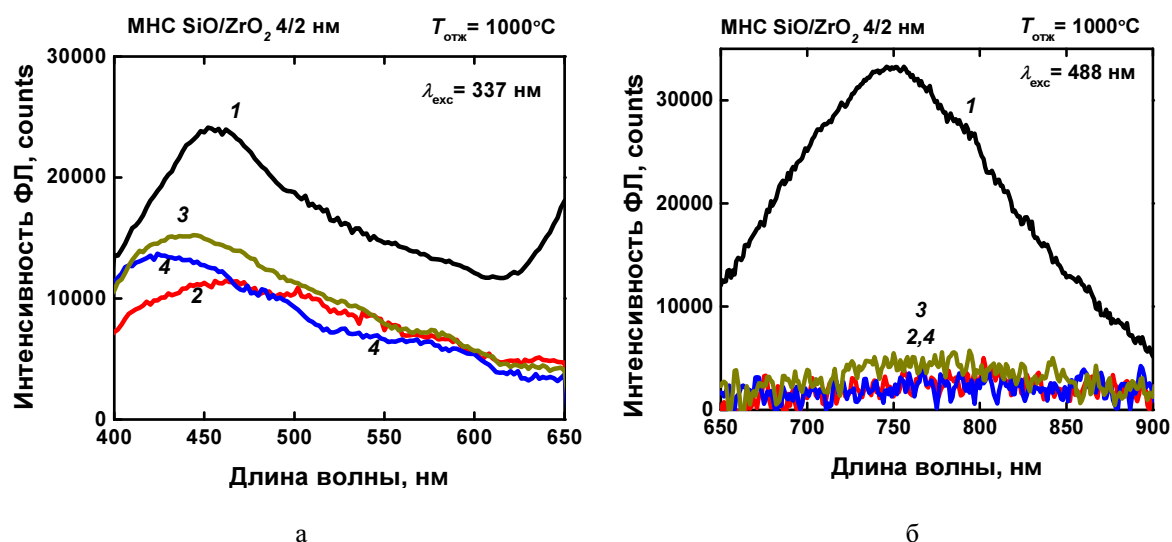 МНС SiO/ZrO2 4/2 нм
Tотж= 1000°C
30000
20000
10000
0
Интенсивность ФЛ, counts
λexc= 337 нм
1
3
4
2
4
400 450 500 550 600 650
Длина волны, нм
а
МНС SiO/ZrO2 4/2 нм
Tотж= 1000°C
30000
20000
10000
0
Интенсивность ФЛ, counts
λexc= 488 нм
1
3
2,4
650 700 750 800 850 900
Длина волны, нм
б